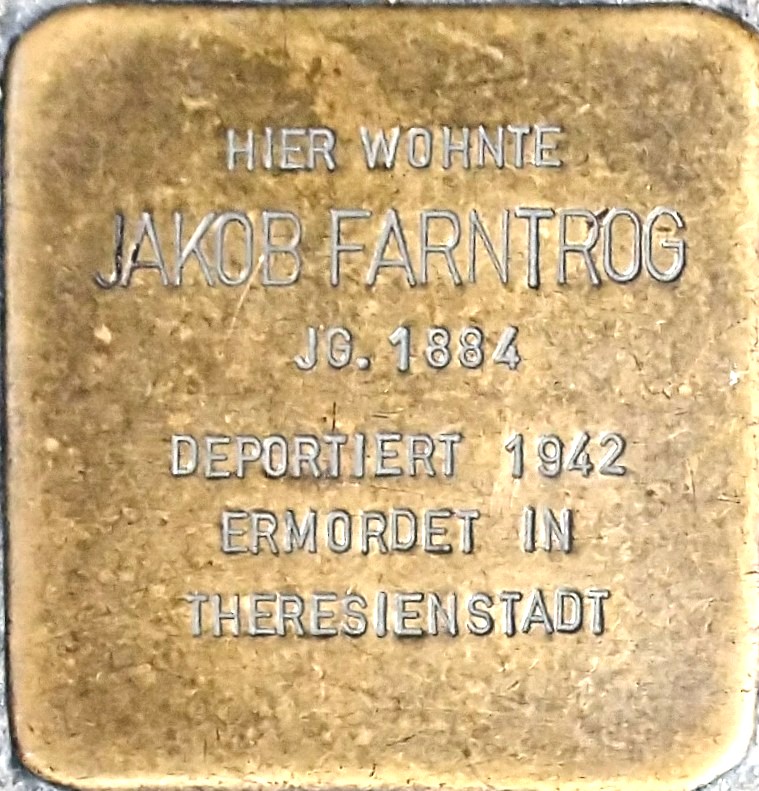 HIER WOHNTE
JAKOB FARNTROG
JG. 1884
DEPORTIERT 1942
ERMORDET IN
THERESIENSTADT